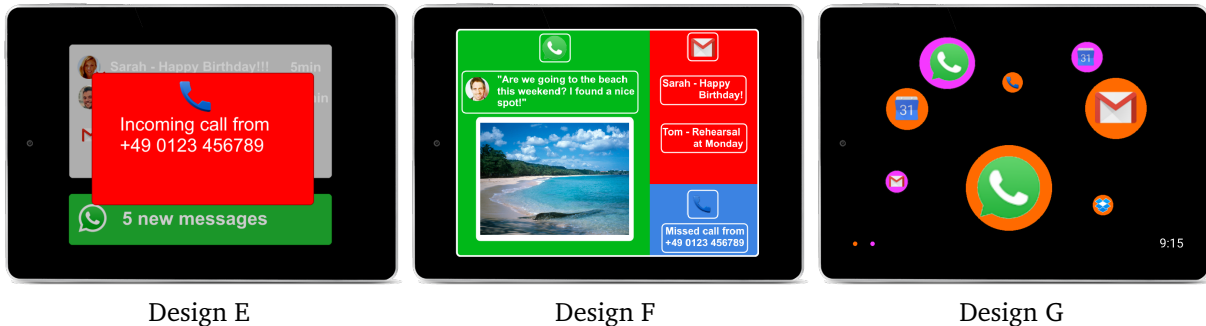 Sarah - Happy Birthday!!! 5min
in
Incoming call from
+49 0123 456789
5 new messages
"Are we going to the beach
this weekend? I found a nice
spot!"
Sarah - Happy
Birthday!
Tom - Rehearsal
at Monday
Missed call from
+49 0123 456789
31
31
9:15
Design E
Design F
Design G